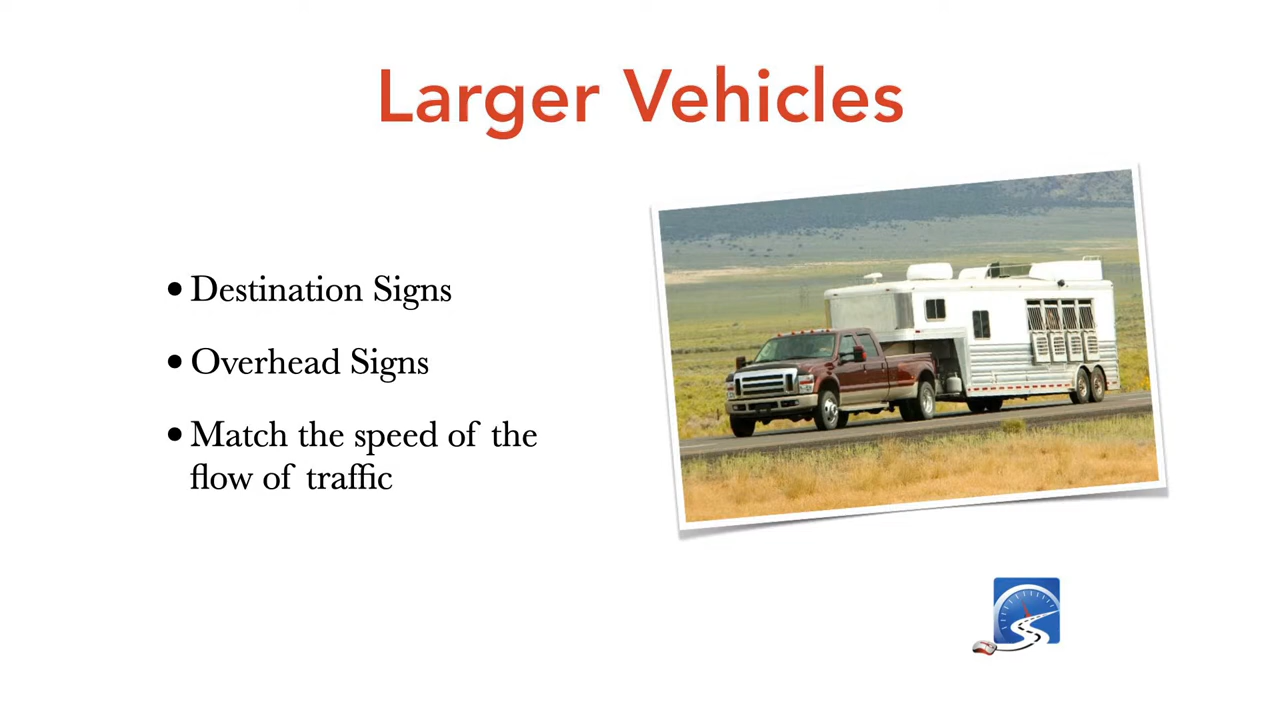 Larger Vehicles
• Destination Signs
• Overhead Signs
• Match the speed of the
flow of traffic